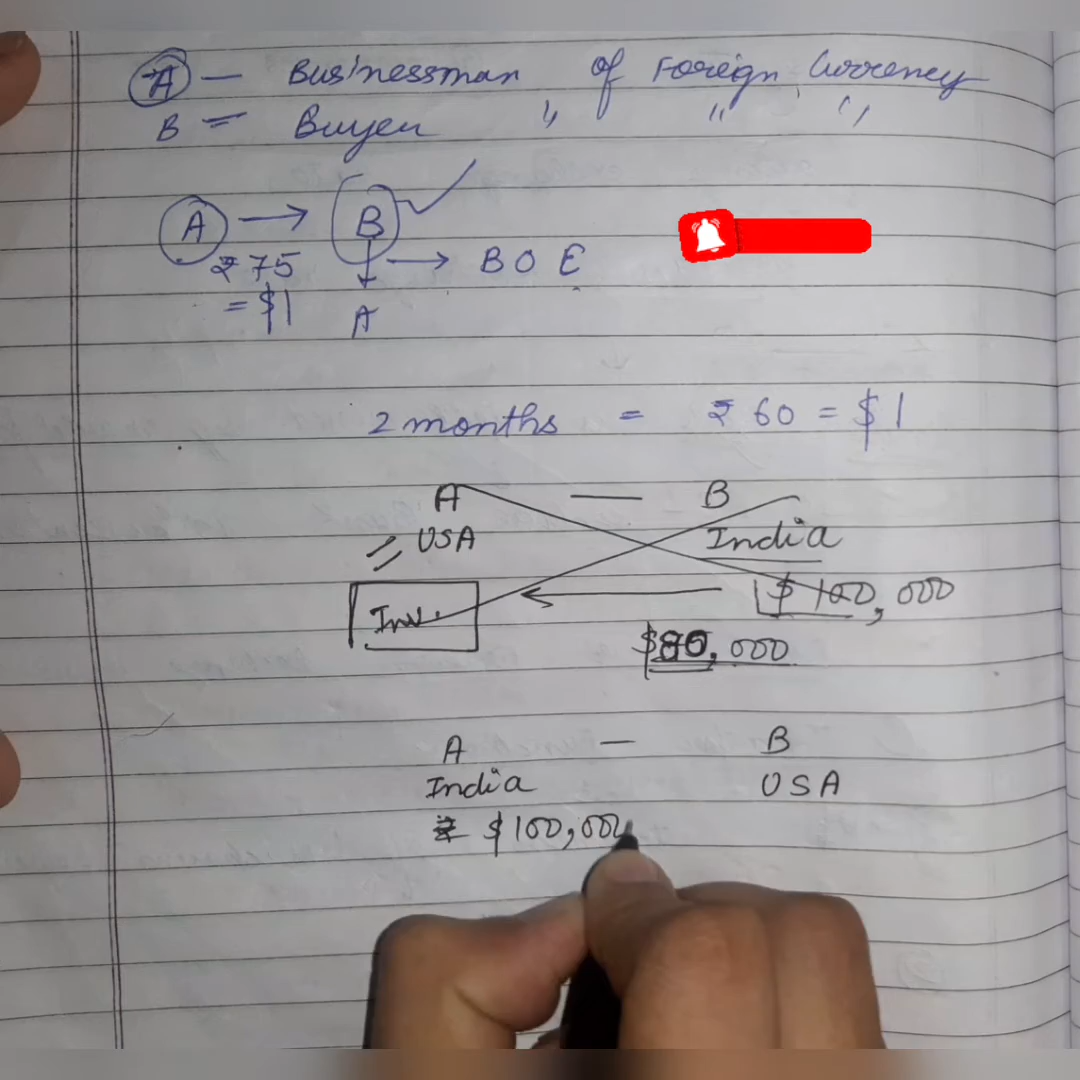 A — Businessman of Foreign Currency
B = Buyer " " "
A → B
→ B O E
₹ 75
= $1
A
2 months = ₹ 60 = $1
A — B
USA India
Inv. ← $ 100,000
$80,000
A — B
India USA
$100,000